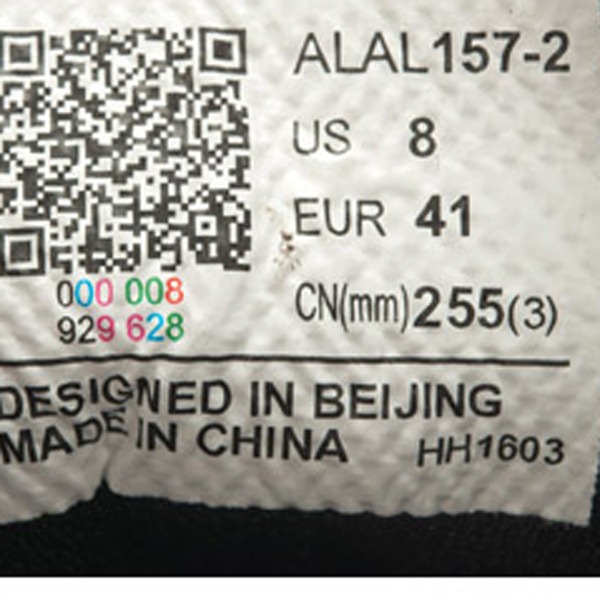 ALAL157-2
US 8
EUR 41
CN(mm)255(3)
000 008
929 628
DESIGNED IN BEIJING
MADE IN CHINA HH1603